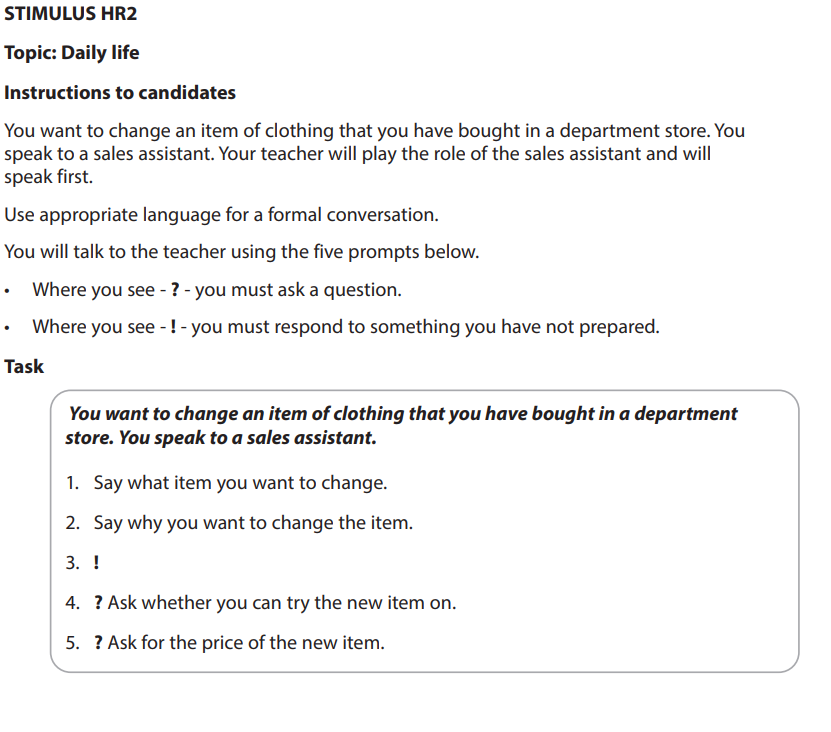 STIMULUS HR2
Topic: Daily life
Instructions to candidates
You want to change an item of clothing that you have bought in a department store. You
speak to a sales assistant. Your teacher will play the role of the sales assistant and will
speak first.
Use appropriate language for a formal conversation.
You will talk to the teacher using the five prompts below.
• Where you see - ? - you must ask a question.
• Where you see - ! - you must respond to something you have not prepared.
Task
You want to change an item of clothing that you have bought in a department
store. You speak to a sales assistant.
1. Say what item you want to change.
2. Say why you want to change the item.
3. !
4. ? Ask whether you can try the new item on.
5. ? Ask for the price of the new item.